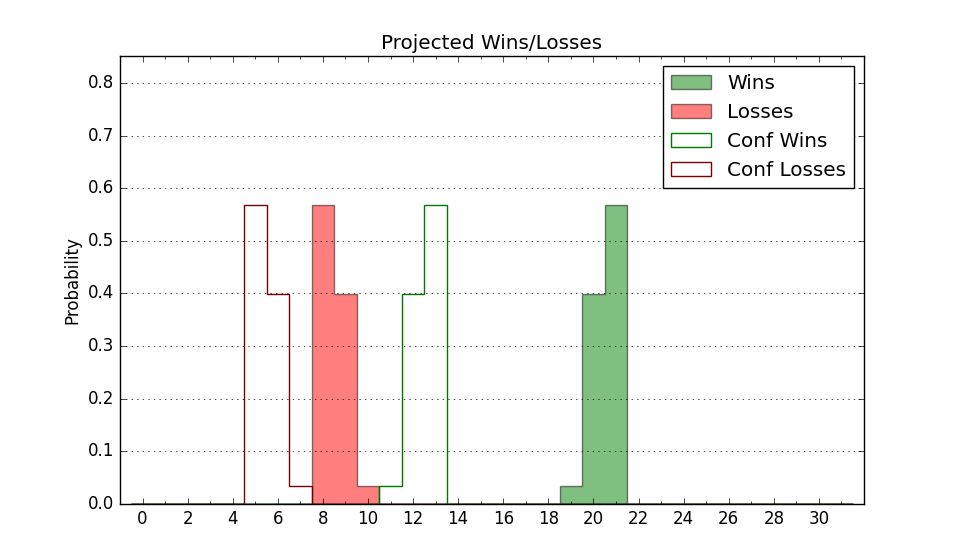 Projected Wins/Losses
0.8
0.7
0.6
0.5
0.4
0.3
0.2
0.1
0.0
Probability
Wins
Losses
Conf Wins
Conf Losses
0 2 4 6 8 10 12 14 16 18 20 22 24 26 28 30